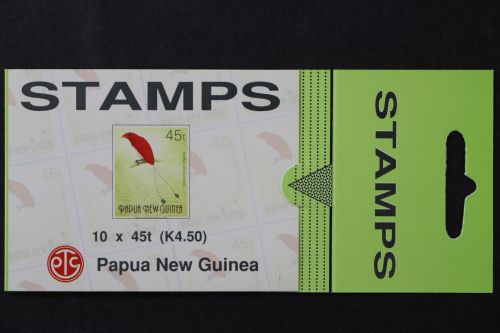 STAMPS
45t
PAPUA NEW GUINEA
10 x 45t (K4.50)
PTC
Papua New Guinea
STAMPS